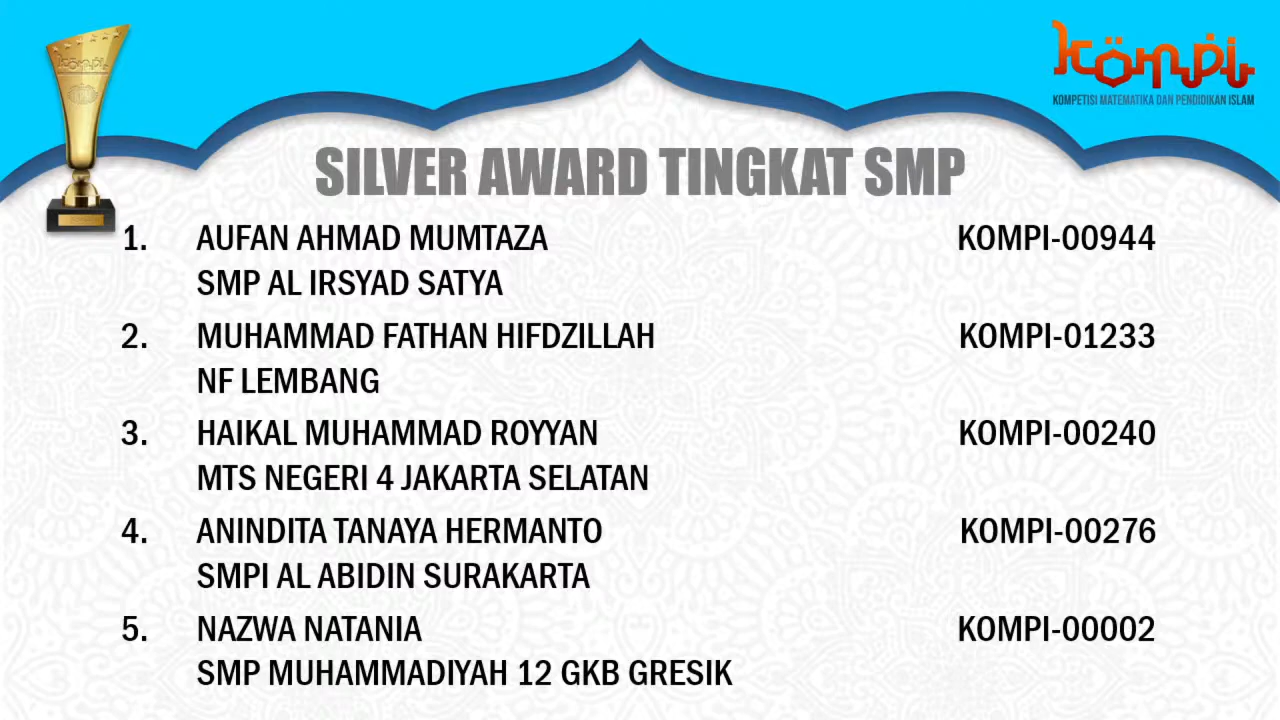 kompi
KOMPETISI MATEMATIKA DAN PENDIDIKAN ISLAM
SILVER AWARD TINGKAT SMP
1. AUFAN AHMAD MUMTAZA KOMPI-00944
SMP AL IRSYAD SATYA
2. MUHAMMAD FATHAN HIFDZILLAH KOMPI-01233
NF LEMBANG
3. HAIKAL MUHAMMAD ROYYAN KOMPI-00240
MTS NEGERI 4 JAKARTA SELATAN
4. ANINDITA TANAYA HERMANTO KOMPI-00276
SMPI AL ABIDIN SURAKARTA
5. NAZWA NATANIA KOMPI-00002
SMP MUHAMMADIYAH 12 GKB GRESIK